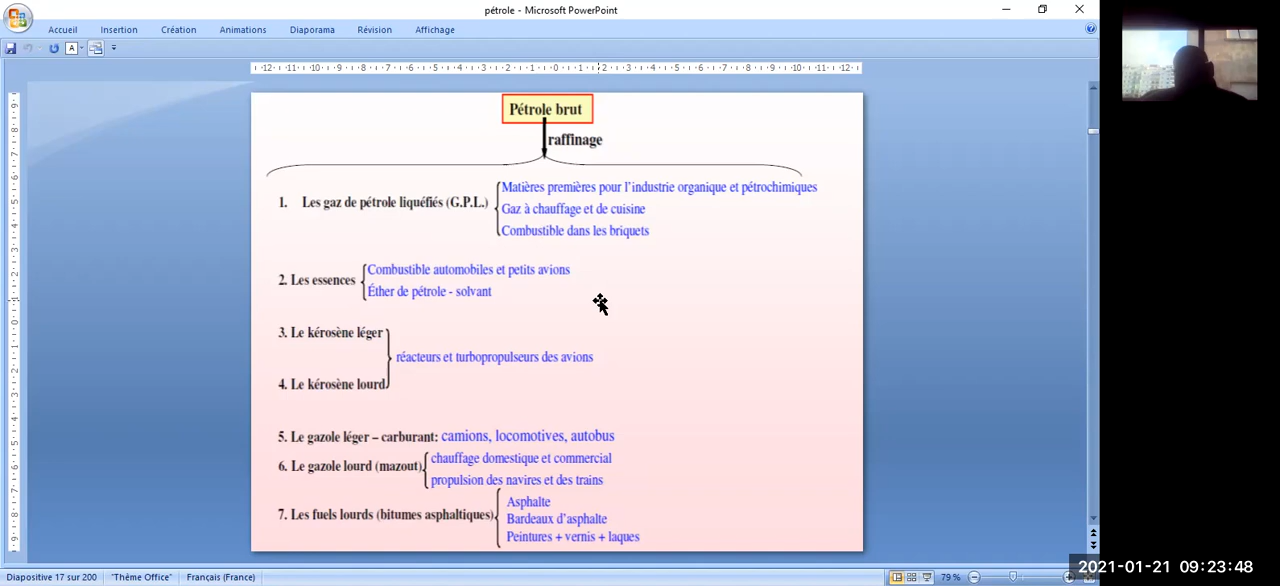 pétrole - Microsoft PowerPoint
Accueil Insertion Création Animations Diaporama Révision Affichage
Pétrole brut
raffinage
1. Les gaz de pétrole liquéfiés (G.P.L.)
Matières premières pour l'industrie organique et pétrochimiques
Gaz à chauffage et de cuisine
Combustible dans les briquets
2. Les essences
Combustible automobiles et petits avions
Éther de pétrole - solvant
3. Le kérosène léger
4. Le kérosène lourd
réacteurs et turbopropulseurs des avions
5. Le gazole léger – carburant: camions, locomotives, autobus
6. Le gazole lourd (mazout)
chauffage domestique et commercial
propulsion des navires et des trains
7. Les fuels lourds (bitumes asphaltiques)
Asphalte
Bardeaux d'asphalte
Peintures + vernis + laques
Diapositive 17 sur 200 "Thème Office" Français (France) 79 %
2021-01-21 09:23:48